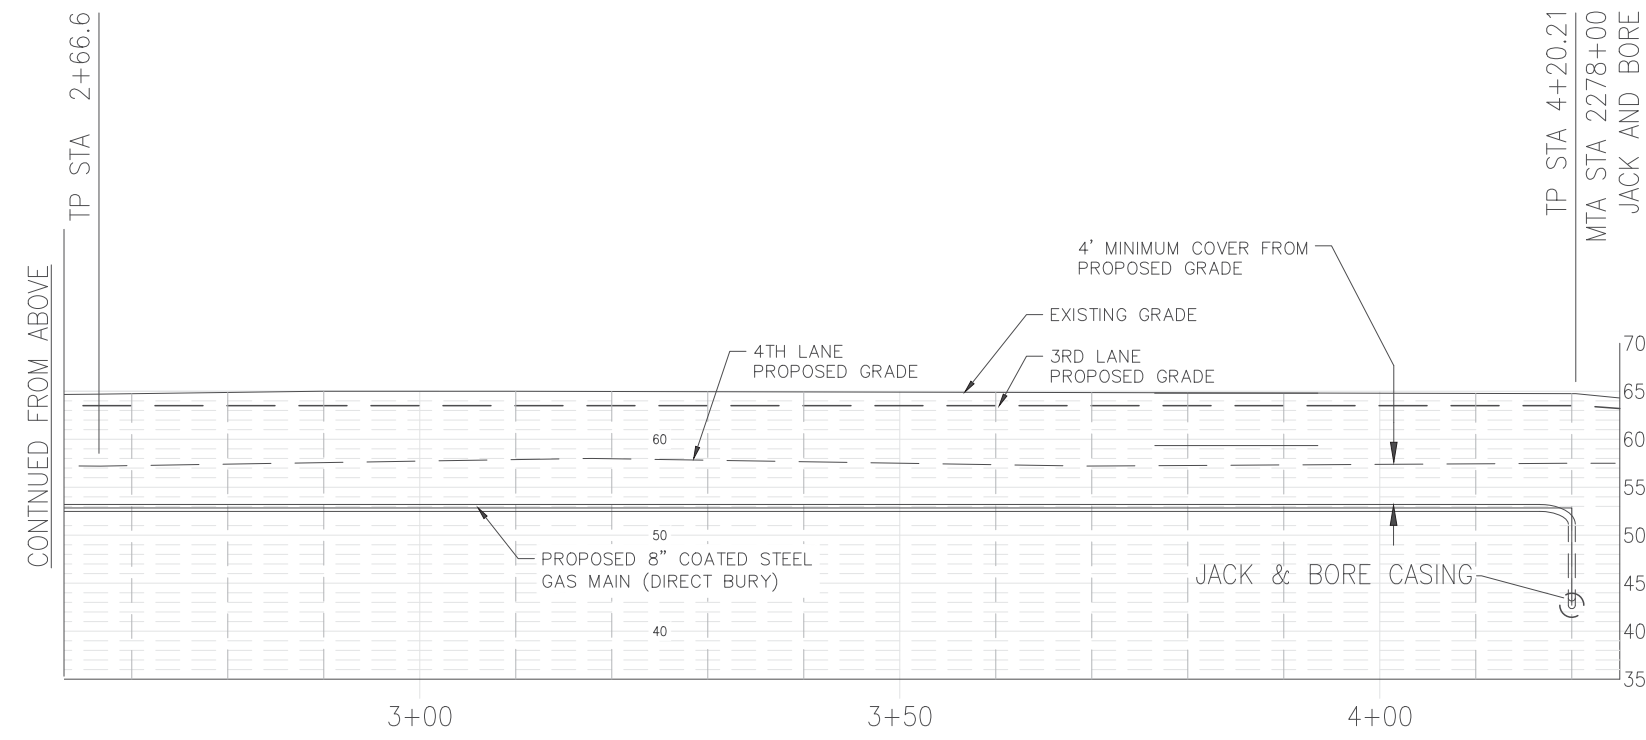 TP STA 2+66.6
TP STA 4+20.21
MTA STA 2278+00
JACK AND BORE
CONTNUED FROM ABOVE
4' MINIMUM COVER FROM
PROPOSED GRADE
EXISTING GRADE
4TH LANE
PROPOSED GRADE
3RD LANE
PROPOSED GRADE
70
65
60
55
50
45
40
35
60
50
40
PROPOSED 8" COATED STEEL
GAS MAIN (DIRECT BURY)
JACK & BORE CASING
3+00
3+50
4+00